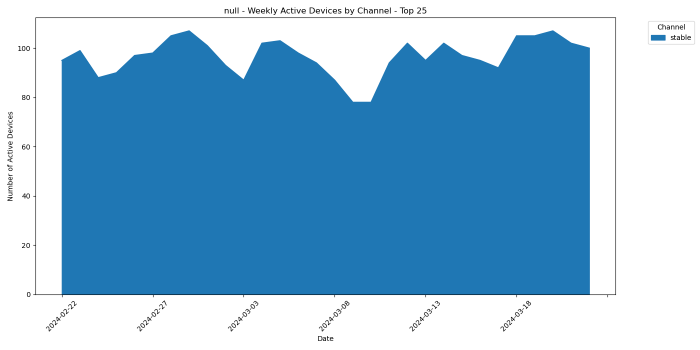 null - Weekly Active Devices by Channel - Top 25
Channel
stable
Number of Active Devices
100
80
60
40
20
0
2024-02-22
2024-02-27
2024-03-03
2024-03-08
2024-03-13
2024-03-18
Date